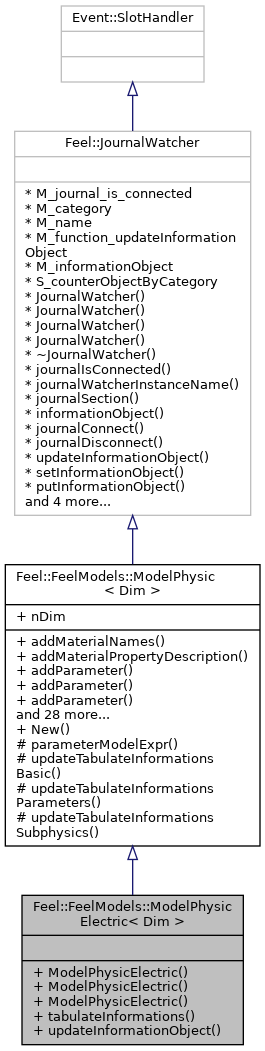 Event::SlotHandler
Feel::JournalWatcher
* M_journal_is_connected
* M_category
* M_name
* M_function_updateInformation
Object
* M_informationObject
* S_counterObjectByCategory
* JournalWatcher()
* JournalWatcher()
* JournalWatcher()
* JournalWatcher()
* ~JournalWatcher()
* journalIsConnected()
* journalWatcherInstanceName()
* journalSection()
* informationObject()
* journalConnect()
* journalDisconnect()
* updateInformationObject()
* setInformationObject()
* putInformationObject()
and 4 more...
Feel::FeelModels::ModelPhysic
< Dim >
+ nDim
+ addMaterialNames()
+ addMaterialPropertyDescription()
+ addParameter()
+ addParameter()
+ addParameter()
and 28 more...
+ New()
# parameterModelExpr()
# updateTabulateInformations
Basic()
# updateTabulateInformations
Parameters()
# updateTabulateInformations
Subphysics()
Feel::FeelModels::ModelPhysic
Electric< Dim >
+ ModelPhysicElectric()
+ ModelPhysicElectric()
+ ModelPhysicElectric()
+ tabulateInformations()
+ updateInformationObject()